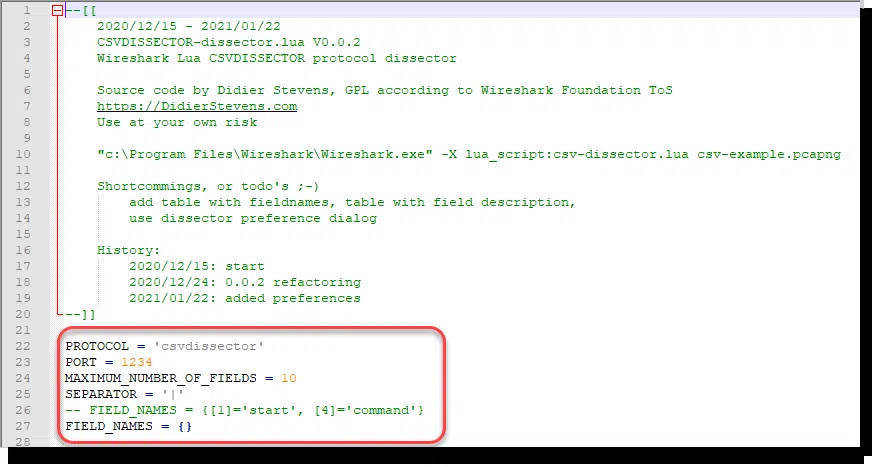 1 --[[
2 2020/12/15 - 2021/01/22
3 CSVDISSECTOR-dissector.lua V0.0.2
4 Wireshark Lua CSVDISSECTOR protocol dissector
5
6 Source code by Didier Stevens, GPL according to Wireshark Foundation ToS
7 https://DidierStevens.com
8 Use at your own risk
9
10 "c:\Program Files\Wireshark\Wireshark.exe" -X lua_script:csv-dissector.lua csv-example.pcapng
11
12 Shortcommings, or todo's ;-)
13 add table with fieldnames, table with field description,
14 use dissector preference dialog
15
16 History:
17 2020/12/15: start
18 2020/12/24: 0.0.2 refactoring
19 2021/01/22: added preferences
20 --]]
21
22 PROTOCOL = 'csvdissector'
23 PORT = 1234
24 MAXIMUM_NUMBER_OF_FIELDS = 10
25 SEPARATOR = '|'
26 -- FIELD_NAMES = {[1]='start', [4]='command'}
27 FIELD_NAMES = {}
28